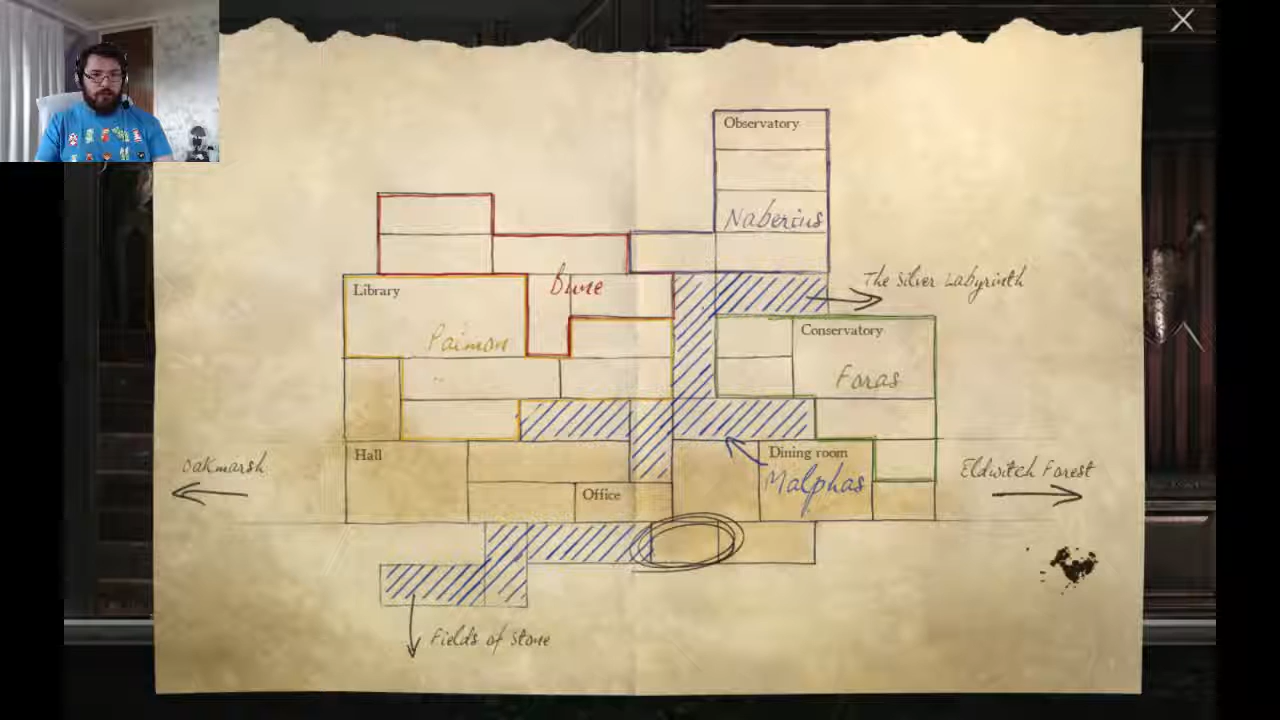 Observatory
Naberius
Bune
The Silver Labyrinth
Library
Conservatory
Paimon
Foras
Hall
Dining room
Oakmarsh
Eldwitch Forest
Malphas
Office
Fields of Stone